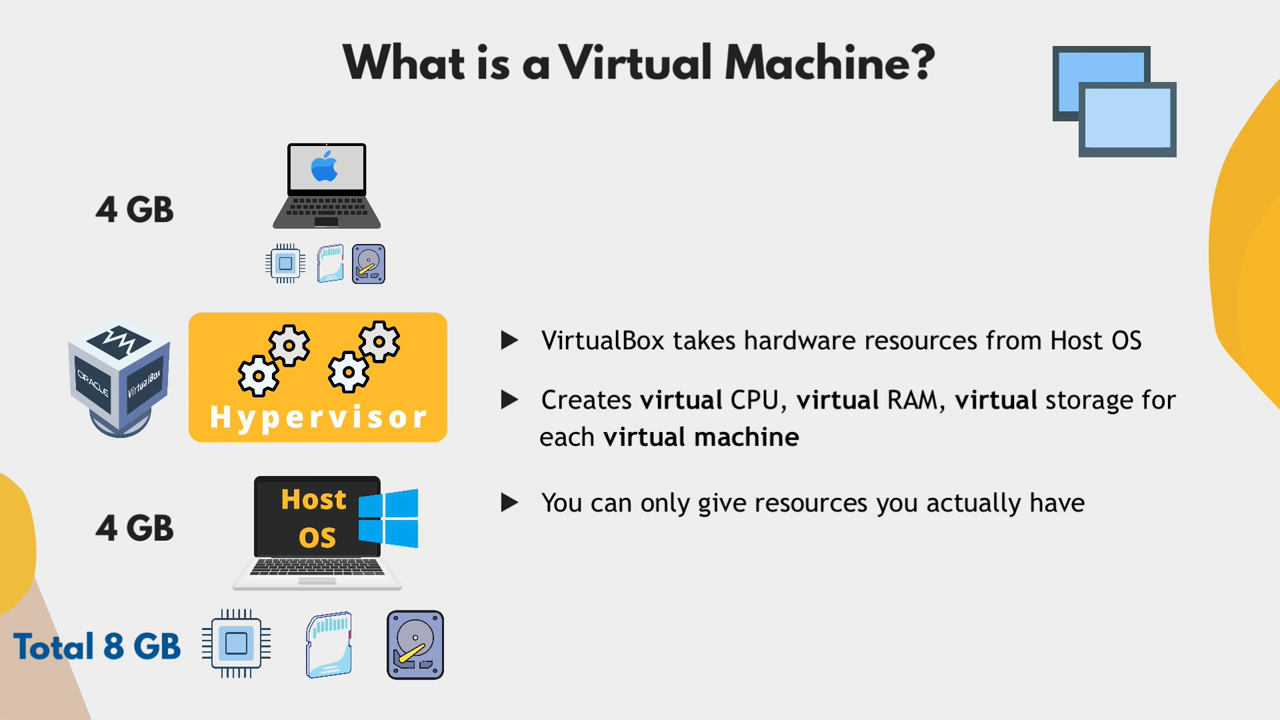 What is a Virtual Machine?
4 GB
ORACLE
VirtualBox
Hypervisor
VirtualBox takes hardware resources from Host OS
Creates virtual CPU, virtual RAM, virtual storage for
each virtual machine
You can only give resources you actually have
4 GB
Host
OS
Total 8 GB